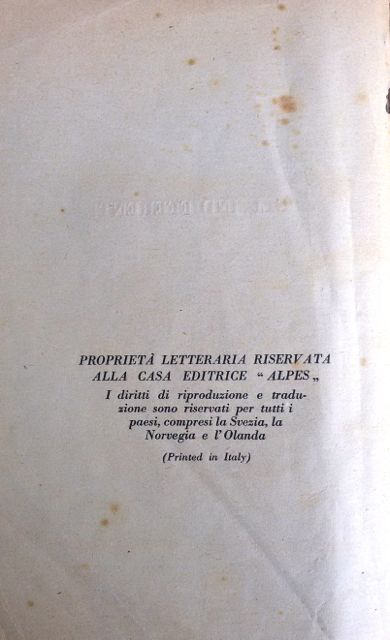 PROPRIETÀ LETTERARIA RISERVATA
ALLA CASA EDITRICE “ ALPES „
I diritti di riproduzione e tradu-
zione sono riservati per tutti i
paesi, compresi la Svezia, la
Norvegia e l'Olanda
(Printed in Italy)